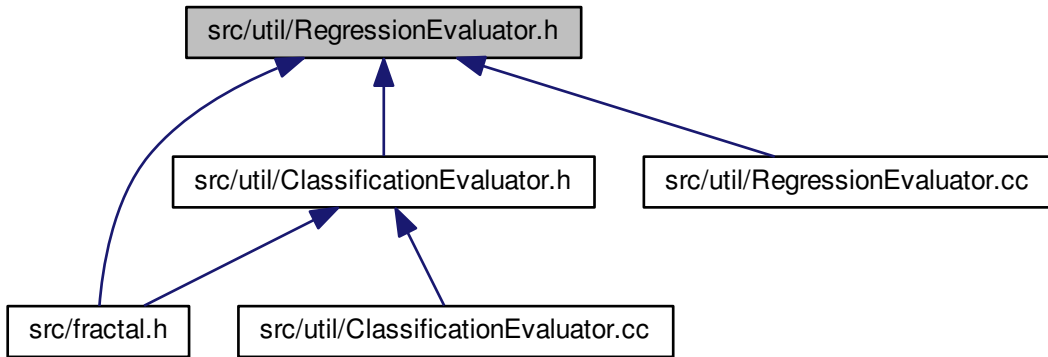 src/util/RegressionEvaluator.h
src/util/ClassificationEvaluator.h
src/util/RegressionEvaluator.cc
src/fractal.h
src/util/ClassificationEvaluator.cc